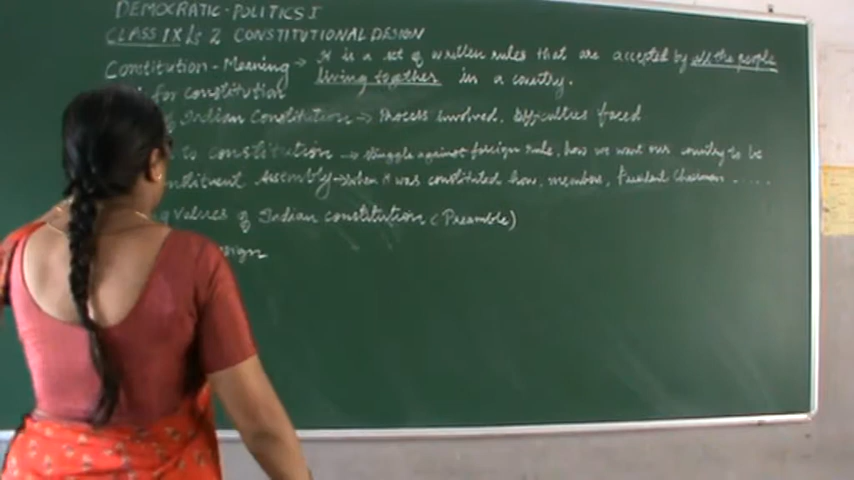 DEMOCRATIC - POLITICS I
CLASS IX Ls 2 CONSTITUTIONAL DESIGN
Constitution - Meaning → It is a set of written rules that are accepted by all the people
living together in a country.
for constitution
of Indian Constitution → Process involved, Difficulties faced
to constitution → struggle against foreign rule, how we want our country to be
Assembly → when it was constituted how, members, President Chairman .....
values of Indian constitution (Preamble)